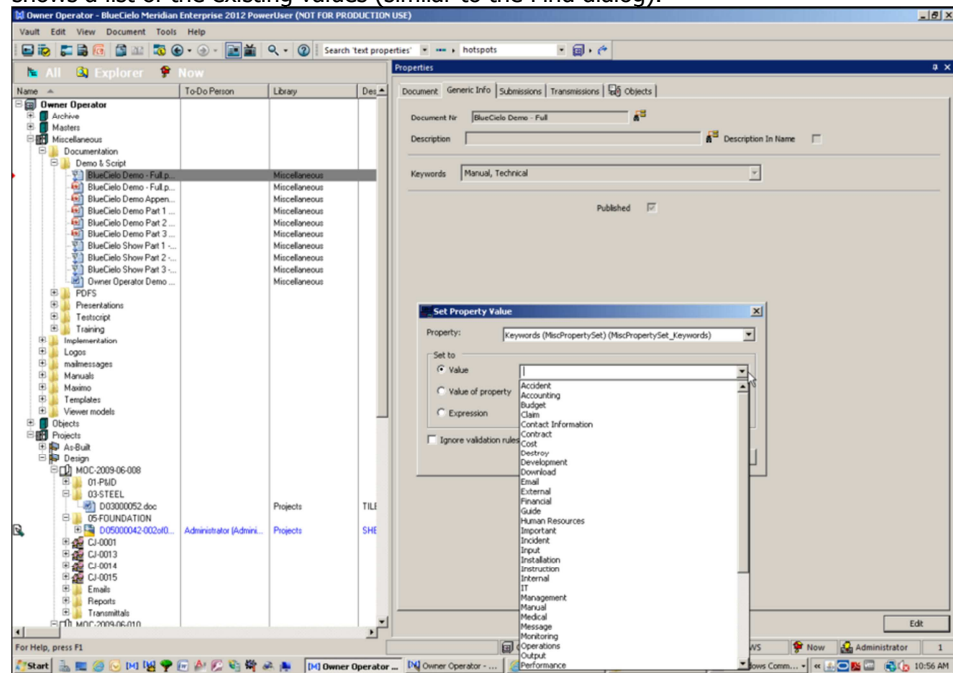 shows a list of the existing values (similar to the Find dialog).
Owner Operator - BlueCielo Meridian Enterprise 2012 PowerUser (NOT FOR PRODUCTION USE)
Vault Edit View Document Tools Help
Search 'text properties' hotspots
All Explorer Now
Name To-Do Person Library Des
Owner Operator
Archive
Masters
Miscellaneous
Documentation
Demo & Script
BlueCielo Demo - Full.p... Miscellaneous
BlueCielo Demo - Full.p... Miscellaneous
BlueCielo Demo Appen... Miscellaneous
BlueCielo Demo Part 1 ... Miscellaneous
BlueCielo Demo Part 2 ... Miscellaneous
BlueCielo Demo Part 3 ... Miscellaneous
BlueCielo Show Part 1 -... Miscellaneous
BlueCielo Show Part 2 -... Miscellaneous
BlueCielo Show Part 3 -... Miscellaneous
Owner Operator Demo ... Miscellaneous
PDFS
Presentations
Testscript
Training
Implementation
Logos
mailmessages
Manuals
Maximo
Templates
Viewer models
Objects
Projects
As-Built
Design
MOC-2009-06-008
01-P&ID
03-STEEL
D03000052.doc Projects TILE
05-FOUNDATION
D05000042-002of0... Administrator (Admini... Projects SHE
CJ-0001
CJ-0013
CJ-0014
CJ-0015
Emails
Reports
Transmittals
MOC-2009-06-010
Properties
Document Generic Info Submissions Transmissions Objects
Document Nr BlueCielo Demo - Full
Description Description In Name
Keywords Manual, Technical
Published
Set Property Value
Property: Keywords (MiscPropertySet) (MiscPropertySet_Keywords)
Set to
Value
Value of property
Expression
Ignore validation rules
Accident
Accounting
Budget
Claim
Contact Information
Contract
Cost
Destroy
Development
Download
Email
External
Financial
Guide
Human Resources
Important
Incident
Input
Installation
Instruction
Internal
IT
Management
Manual
Medical
Message
Monitoring
Operations
Output
Performance
Edit
For Help, press F1
WS Now Administrator 1
Start Owner Operator ... Owner Operator - ... lows Comm... 10:56 AM